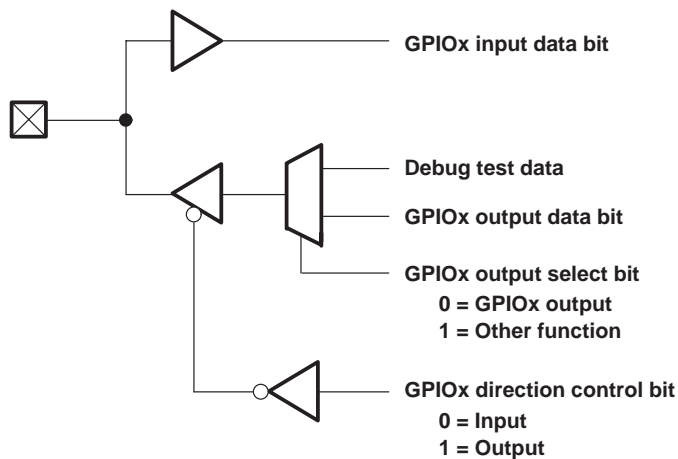 GPIOx input data bit
Debug test data
GPIOx output data bit
GPIOx output select bit
0 = GPIOx output
1 = Other function
GPIOx direction control bit
0 = Input
1 = Output